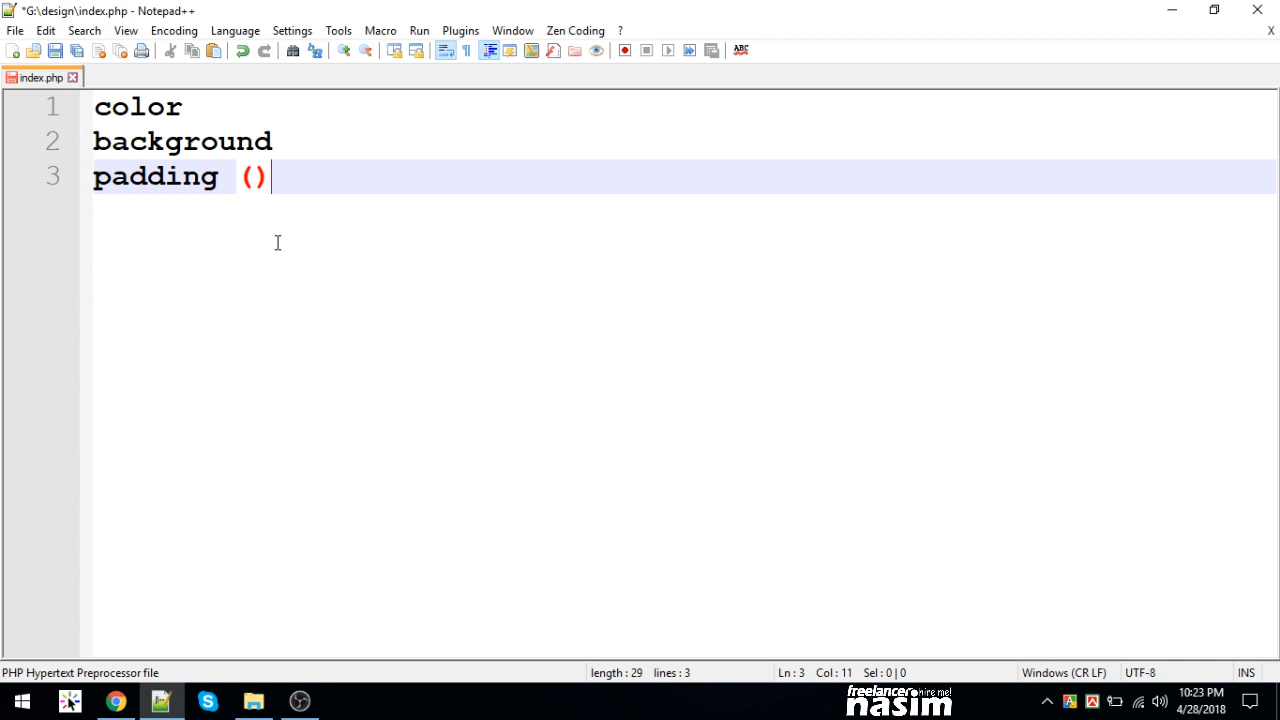 *G:\design\index.php - Notepad++
File Edit Search View Encoding Language Settings Tools Macro Run Plugins Window Zen Coding ? X
ABC
index.php
1 color
2 background
3 padding ()
PHP Hypertext Preprocessor file length : 29 lines : 3 Ln : 3 Col : 11 Sel : 0 | 0 Windows (CR LF) UTF-8 INS
freelancer hire me!
nasim
10:23 PM
4/28/2018